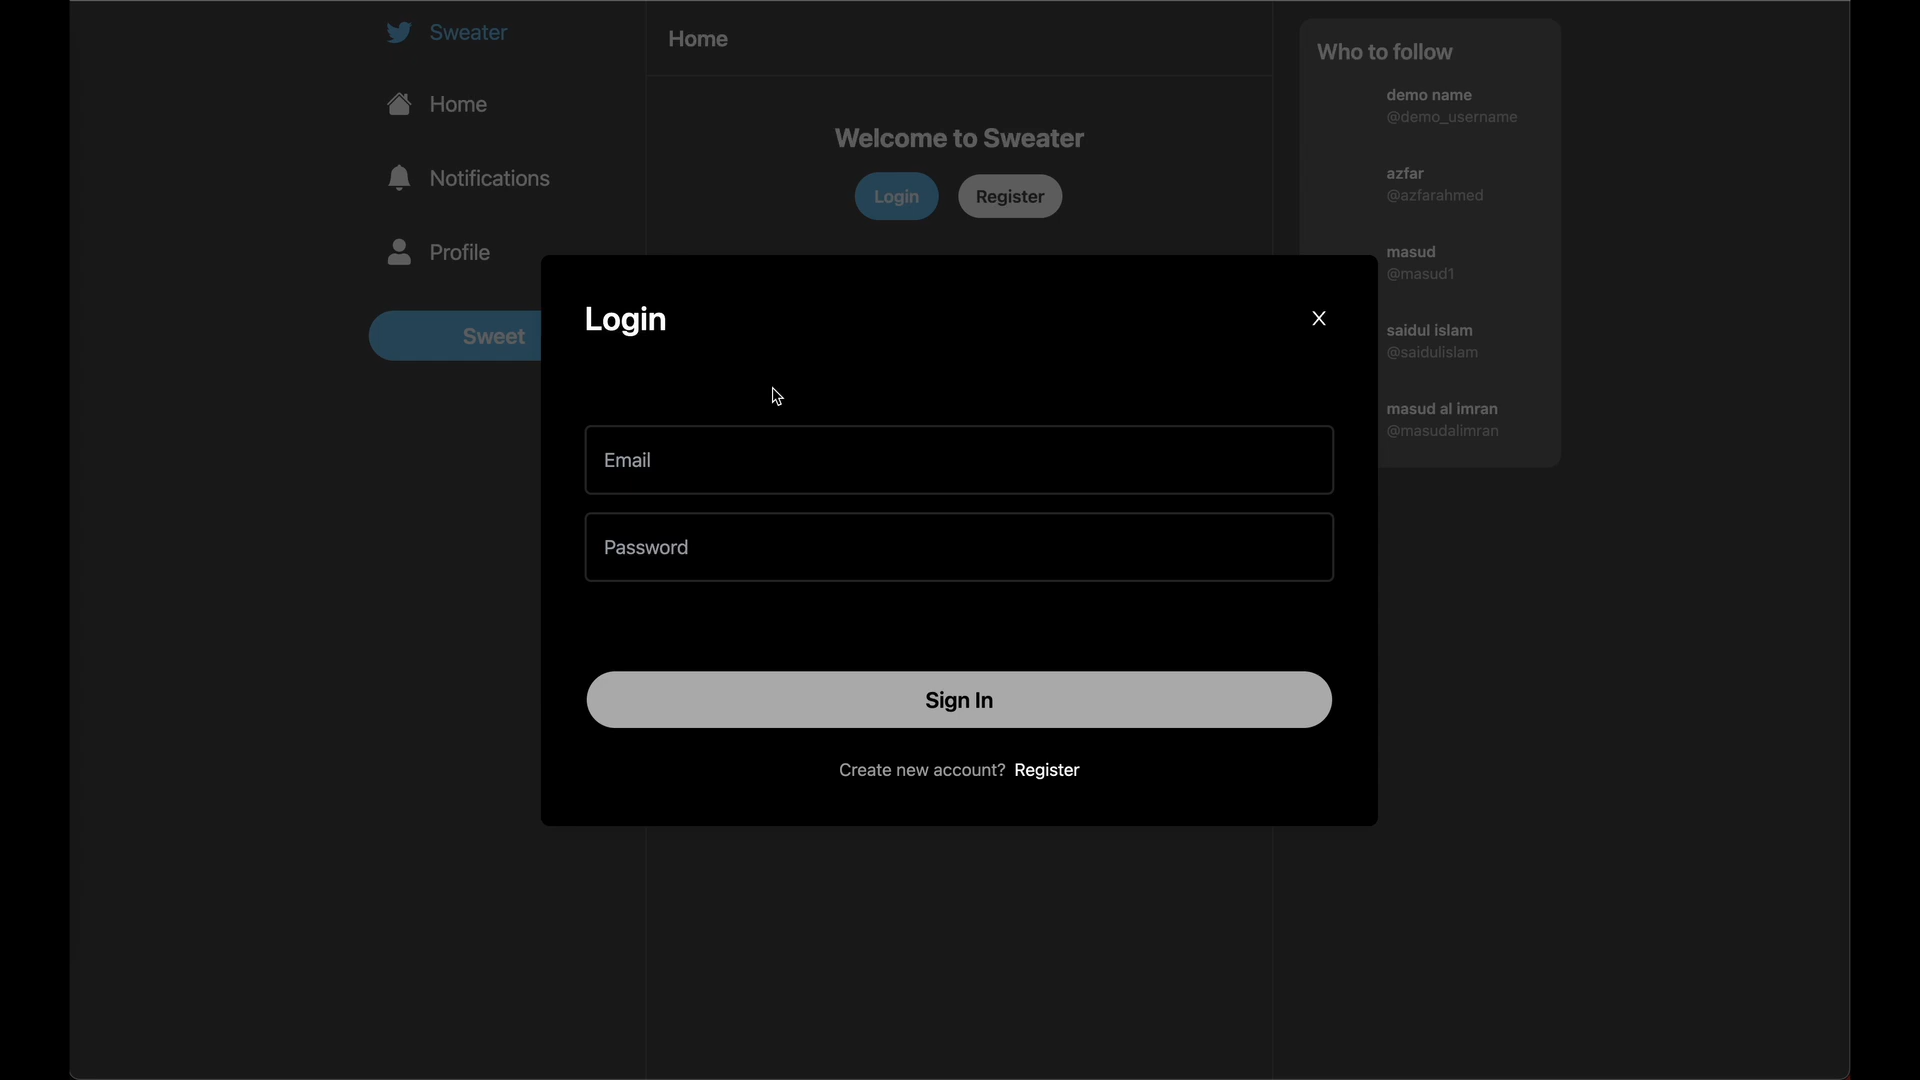 Sweater
Home
Notifications
Profile
Sweet
Home
Welcome to Sweater
Login
Register
Who to follow
demo name
@demo_username
azfar
@azfarahmed
masud
@masud1
saidul islam
@saidulislam
masud al imran
@masudalimran
Login
X
Email
Password
Sign In
Create new account? Register